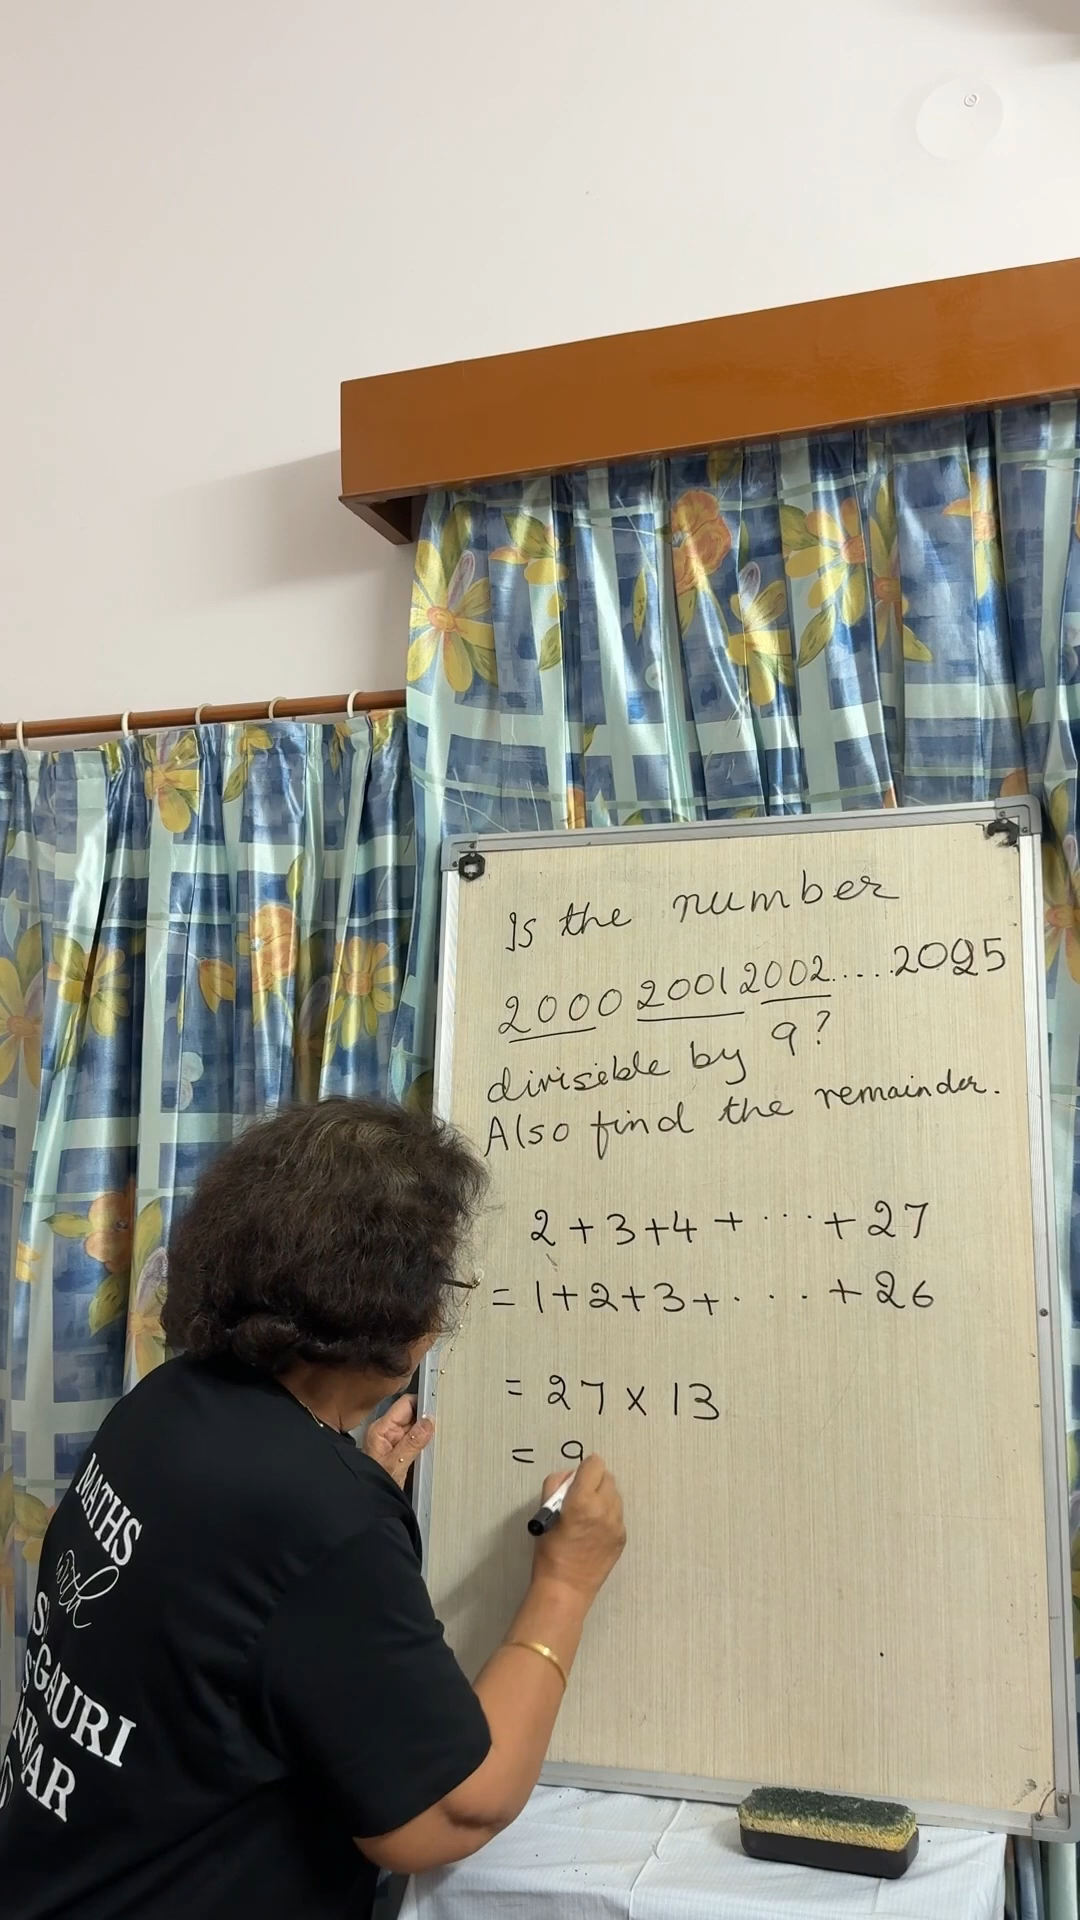 Is the number
2000 2001 2002.....2025
divisible by 9?
Also find the remainder.
2 + 3 + 4 + ... + 27
= 1 + 2 + 3 + .... + 26
= 27 x 13
= 9
MATHS
with
GAURI